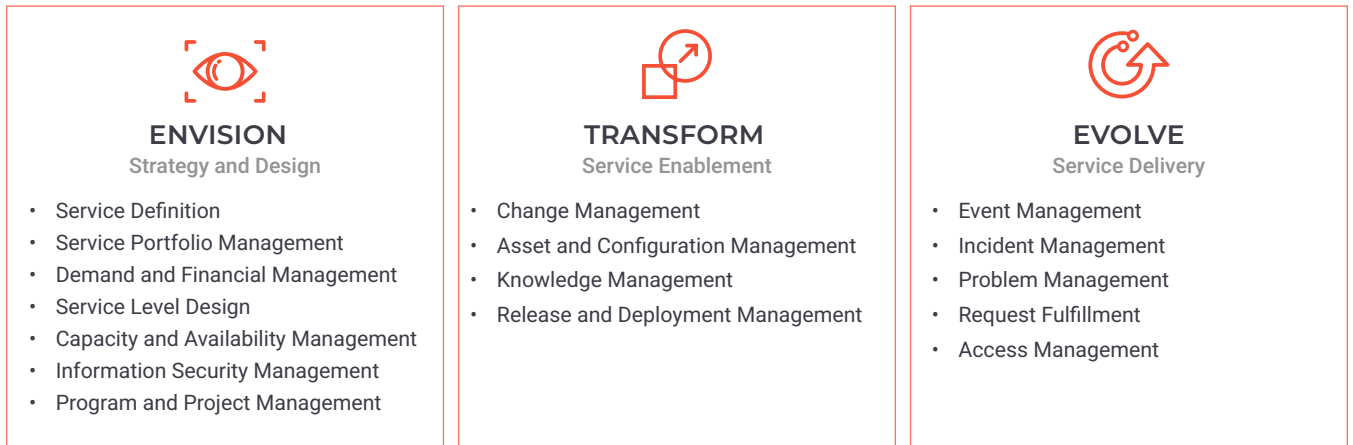 ENVISION
Strategy and Design
• Service Definition
• Service Portfolio Management
• Demand and Financial Management
• Service Level Design
• Capacity and Availability Management
• Information Security Management
• Program and Project Management
TRANSFORM
Service Enablement
• Change Management
• Asset and Configuration Management
• Knowledge Management
• Release and Deployment Management
EVOLVE
Service Delivery
• Event Management
• Incident Management
• Problem Management
• Request Fulfillment
• Access Management